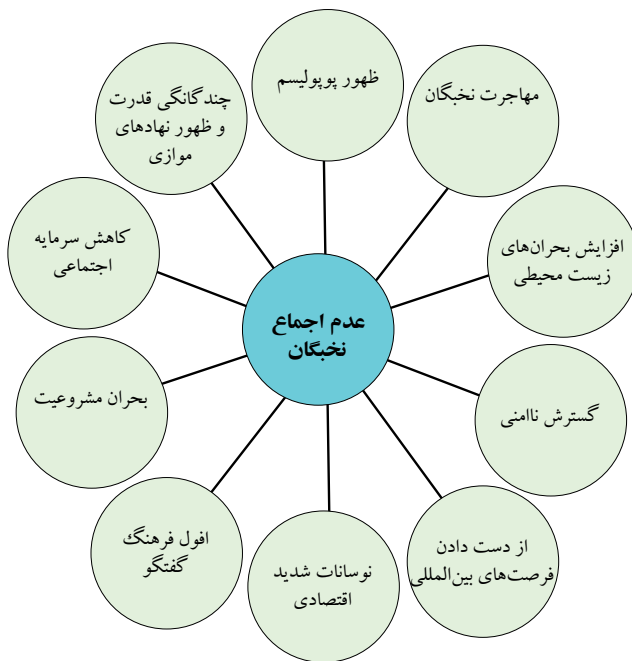 ظهور پوپولیسم
مهاجرت نخبگان
افزایش بحران‌های
زیست محیطی
گسترش ناامنی
از دست دادن
فرصت‌های بین‌المللی
نوسانات شدید
اقتصادی
افول فرهنگ
گفتگو
بحران مشروعیت
کاهش سرمایه
اجتماعی
چندگانگی قدرت
و ظهور نهادهای
موازی
عدم اجماع
نخبگان